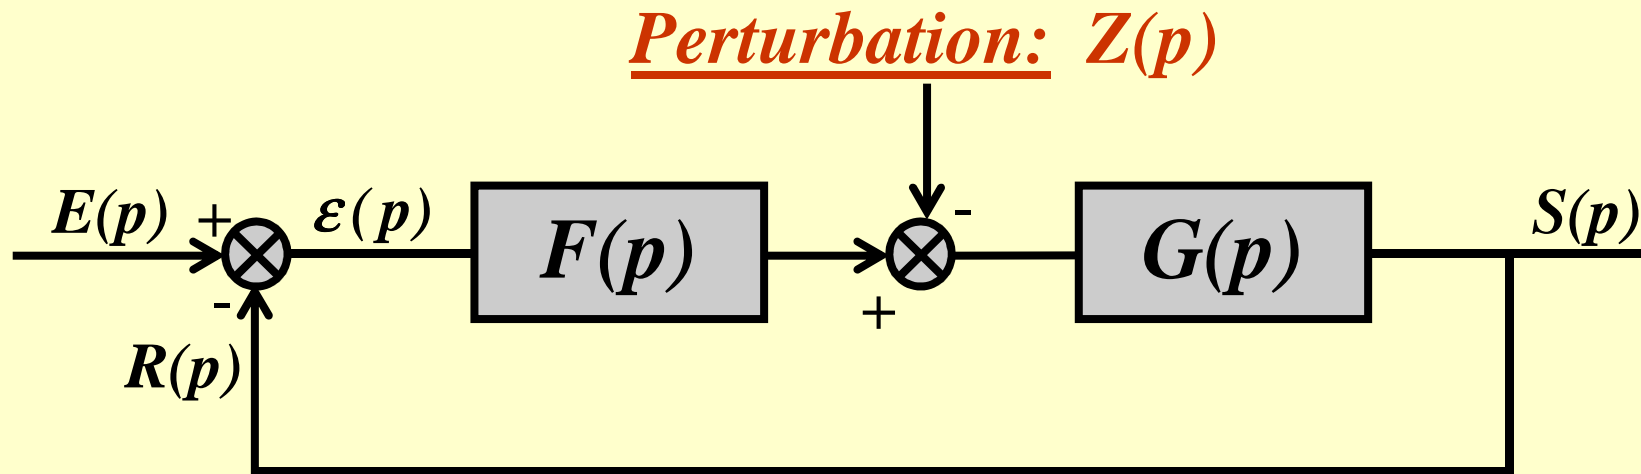 Perturbation: Z(p)
E(p) + ε(p) F(p) - G(p) S(p)
- +
R(p)